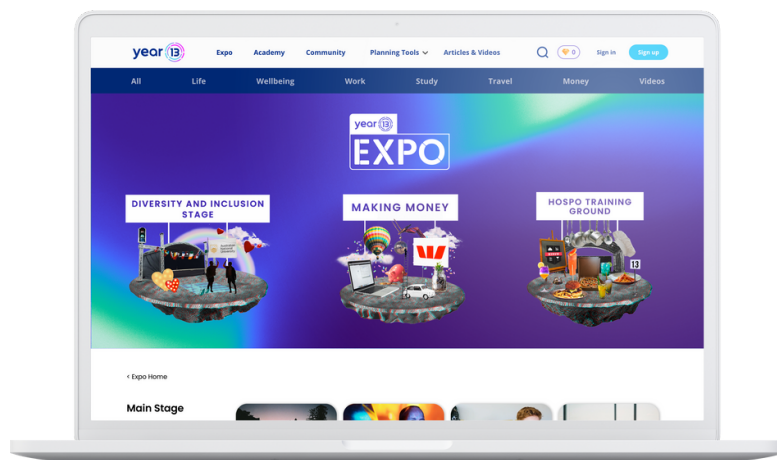 year 13
Expo
Academy
Community
Planning Tools
Articles & Videos
0
Sign in
Sign up
All
Life
Wellbeing
Work
Study
Travel
Money
Videos
year 13
EXPO
DIVERSITY AND INCLUSION
STAGE
MAKING MONEY
HOSPO TRAINING
GROUND
13
< Expo Home
Main Stage